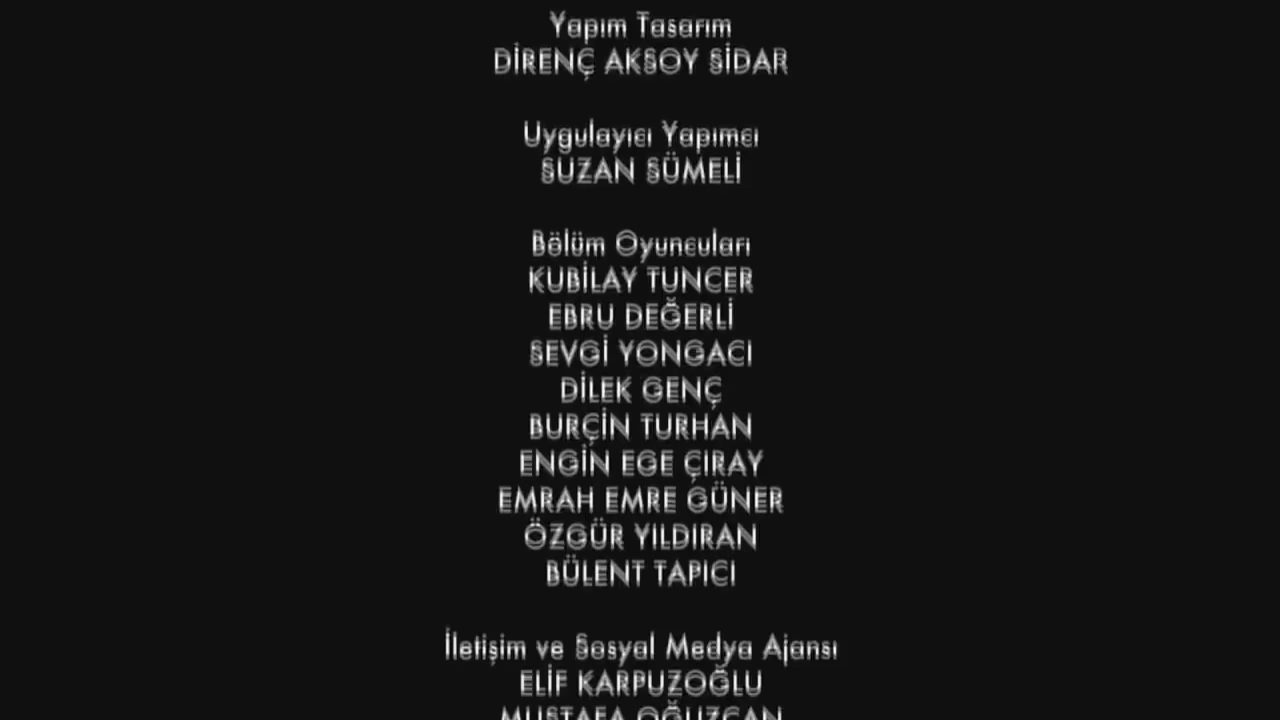 Yapım Tasarım
DİRENÇ AKSOY SİDAR
Uygulayıcı Yapımcı
SUZAN SÜMELİ
Bölüm Oyuncuları
KUBİLAY TUNCER
EBRU DEĞERLİ
SEVGİ YONGACI
DİLEK GENÇ
BURÇİN TURHAN
ENGİN EGE ÇIRAY
EMRAH EMRE GÜNER
ÖZGÜR YILDIRAN
BÜLENT TAPICI
İletişim ve Sosyal Medya Ajansı
ELİF KARPUZOĞLU
MUSTAFA OĞUZCAN